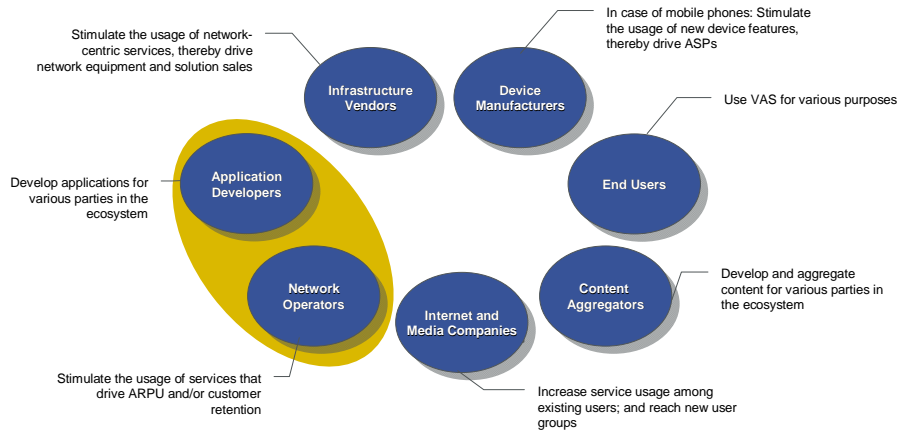 In case of mobile phones: Stimulate
the usage of new device features,
thereby drive ASPs
Stimulate the usage of network-
centric services, thereby drive
network equipment and solution sales
Infrastructure
Vendors
Device
Manufacturers
Use VAS for various purposes
Application
Developers
End Users
Develop applications for
various parties in the
ecosystem
Network
Operators
Content
Aggregators
Develop and aggregate
content for various parties in
the ecosystem
Internet and
Media Companies
Stimulate the usage of services that
drive ARPU and/or customer
retention
Increase service usage among
existing users; and reach new user
groups